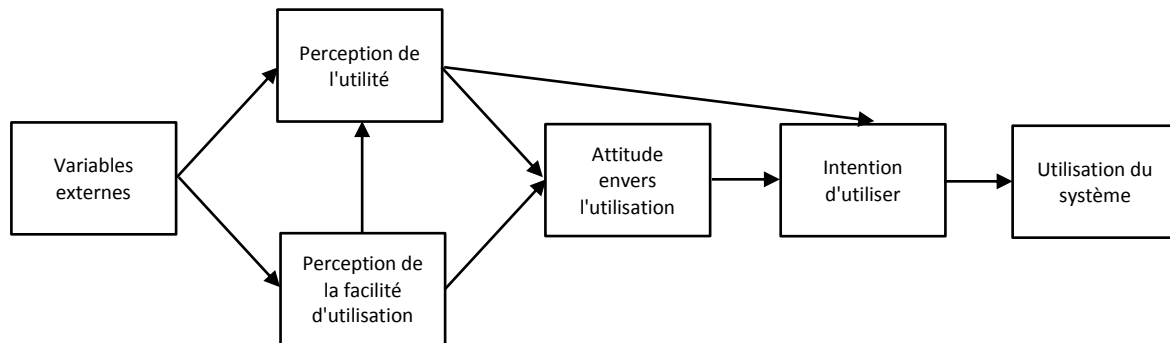 Perception de
l'utilité
Variables
externes
Perception de
la facilité
d'utilisation
Attitude
envers
l'utilisation
Intention
d'utiliser
Utilisation du
système